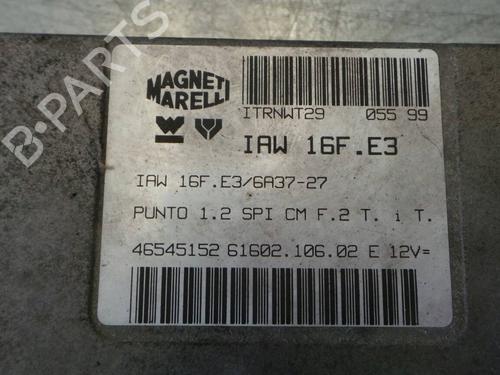 B-PARTS
MAGNETI
MARELLI
ITRNWT29 055 99
IAW 16F.E3
IAW 16F.E3/6A37-27
PUNTO 1.2 SPI CM F.2 T. i T.
46545152 61602.106.02 E 12V=